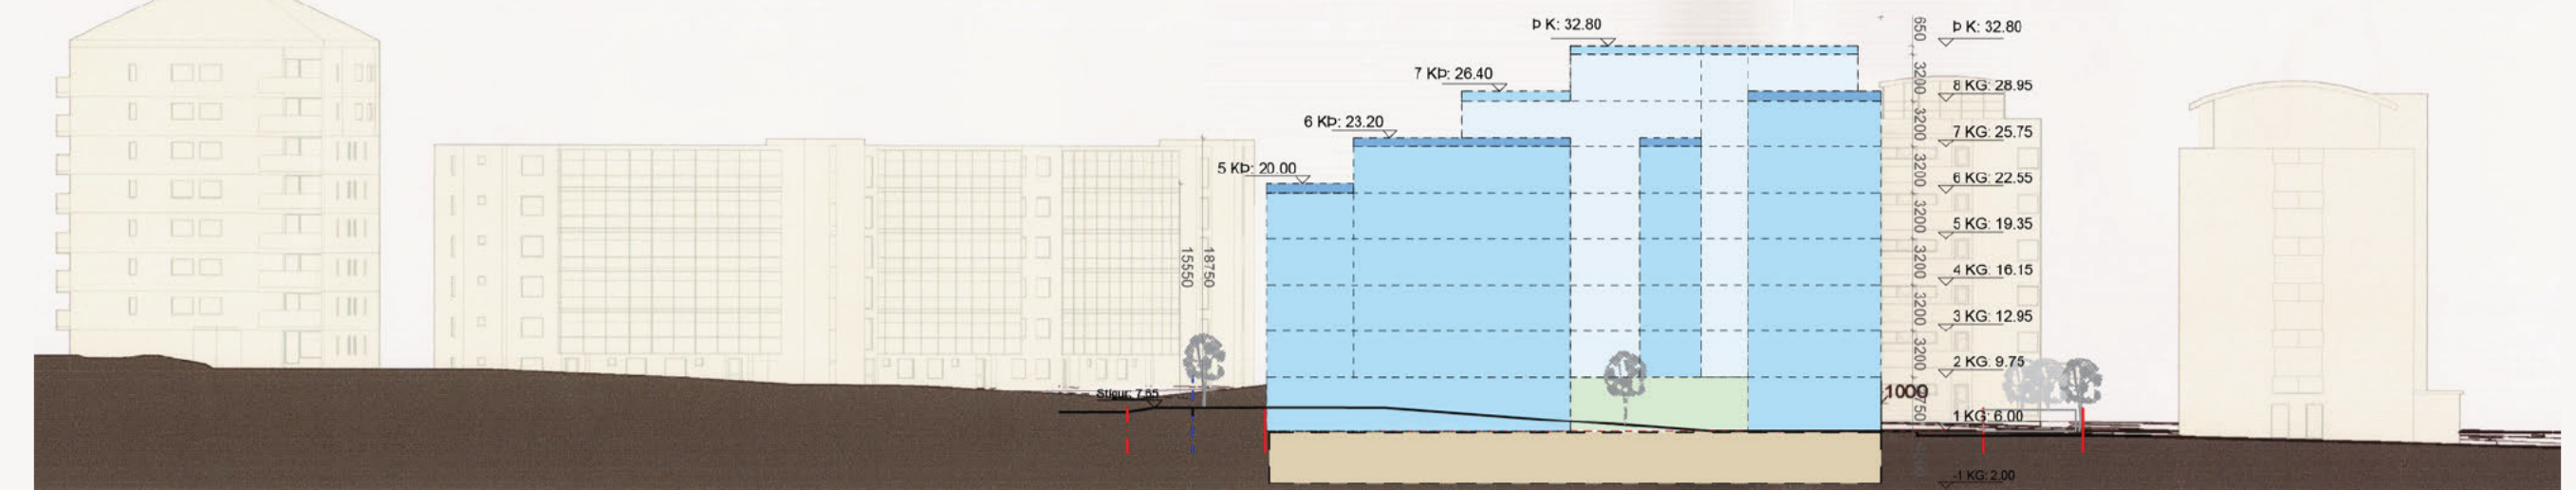 Þ K: 32.80
7 KÞ: 26.40
6 KÞ: 23.20
5 KÞ: 20.00
15550
18750
Stígur: 7.55
650
3200
3200
3200
3200
3200
3200
3200
3750
1000
Þ K: 32.80
8 KG: 28.95
7 KG: 25.75
6 KG: 22.55
5 KG: 19.35
4 KG: 16.15
3 KG: 12.95
2 KG: 9.75
1 KG: 6.00
-1 KG: 2.00